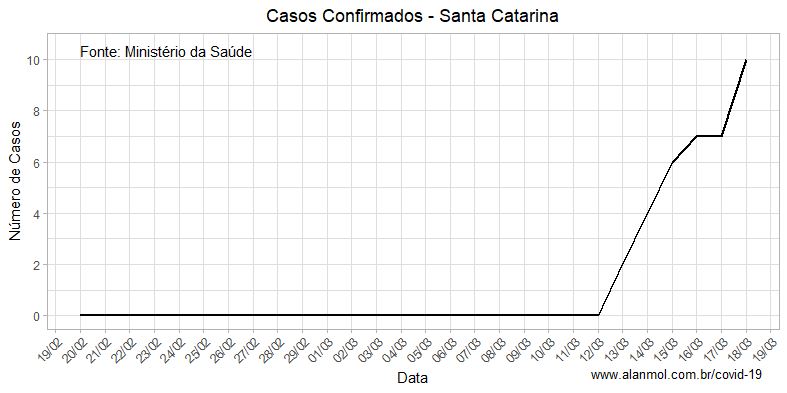 Casos Confirmados - Santa Catarina
Fonte: Ministério da Saúde
Número de Casos
10
8
6
4
2
0
19/02 20/02 21/02 22/02 23/02 24/02 25/02 26/02 27/02 28/02 29/02 01/03 02/03 03/03 04/03 05/03 06/03 07/03 08/03 09/03 10/03 11/03 12/03 13/03 14/03 15/03 16/03 17/03 18/03 19/03
Data
www.alanmol.com.br/covid-19